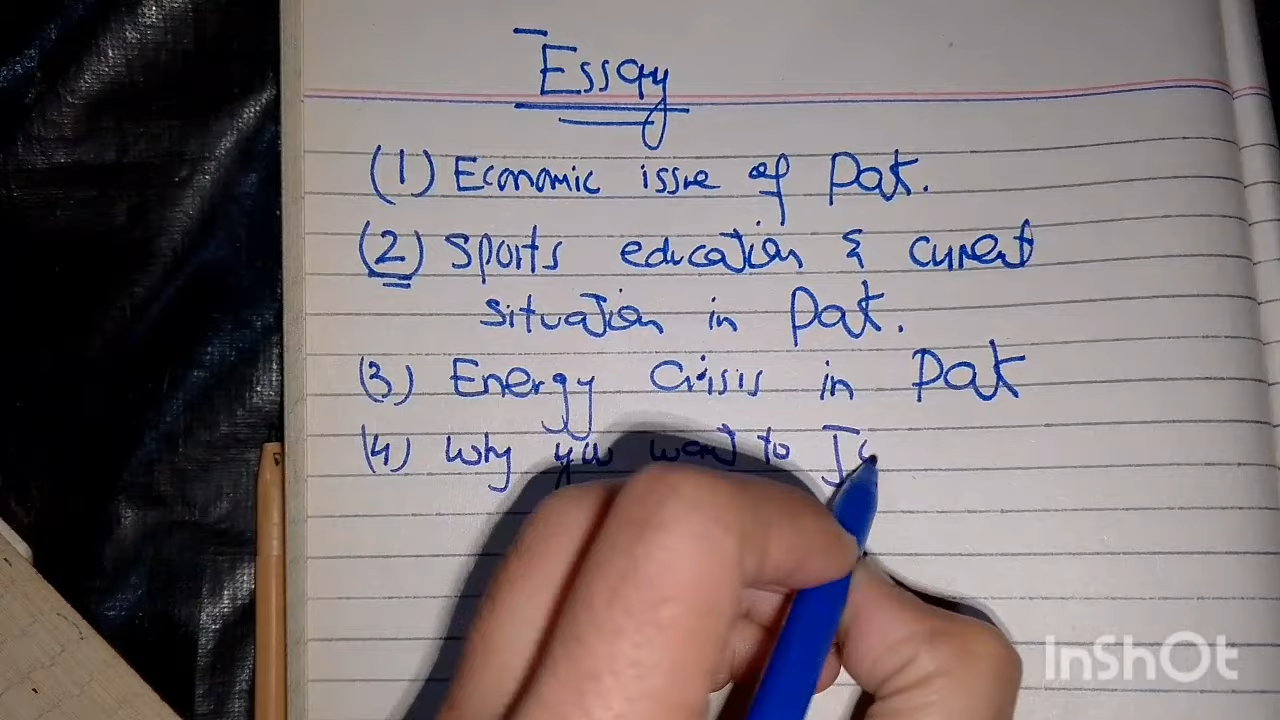 Essay
(1) Economic issue of Pak.
(2) Sports education & current
situation in Pak.
(3) Energy Crisis in Pak
(4) Why you want to
InShOt